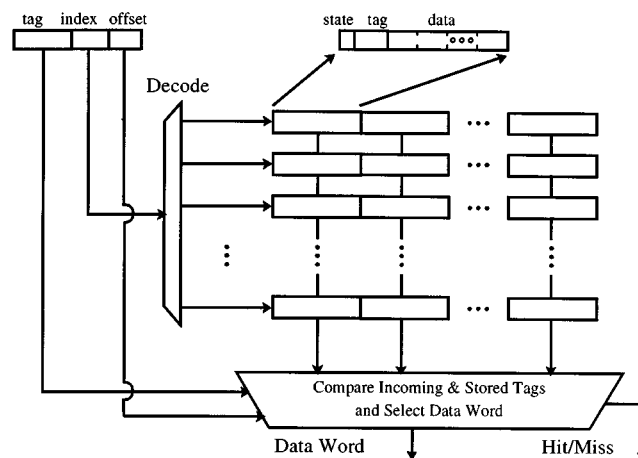 tag index offset
state tag data
Decode
Compare Incoming & Stored Tags
and Select Data Word
Data Word
Hit/Miss